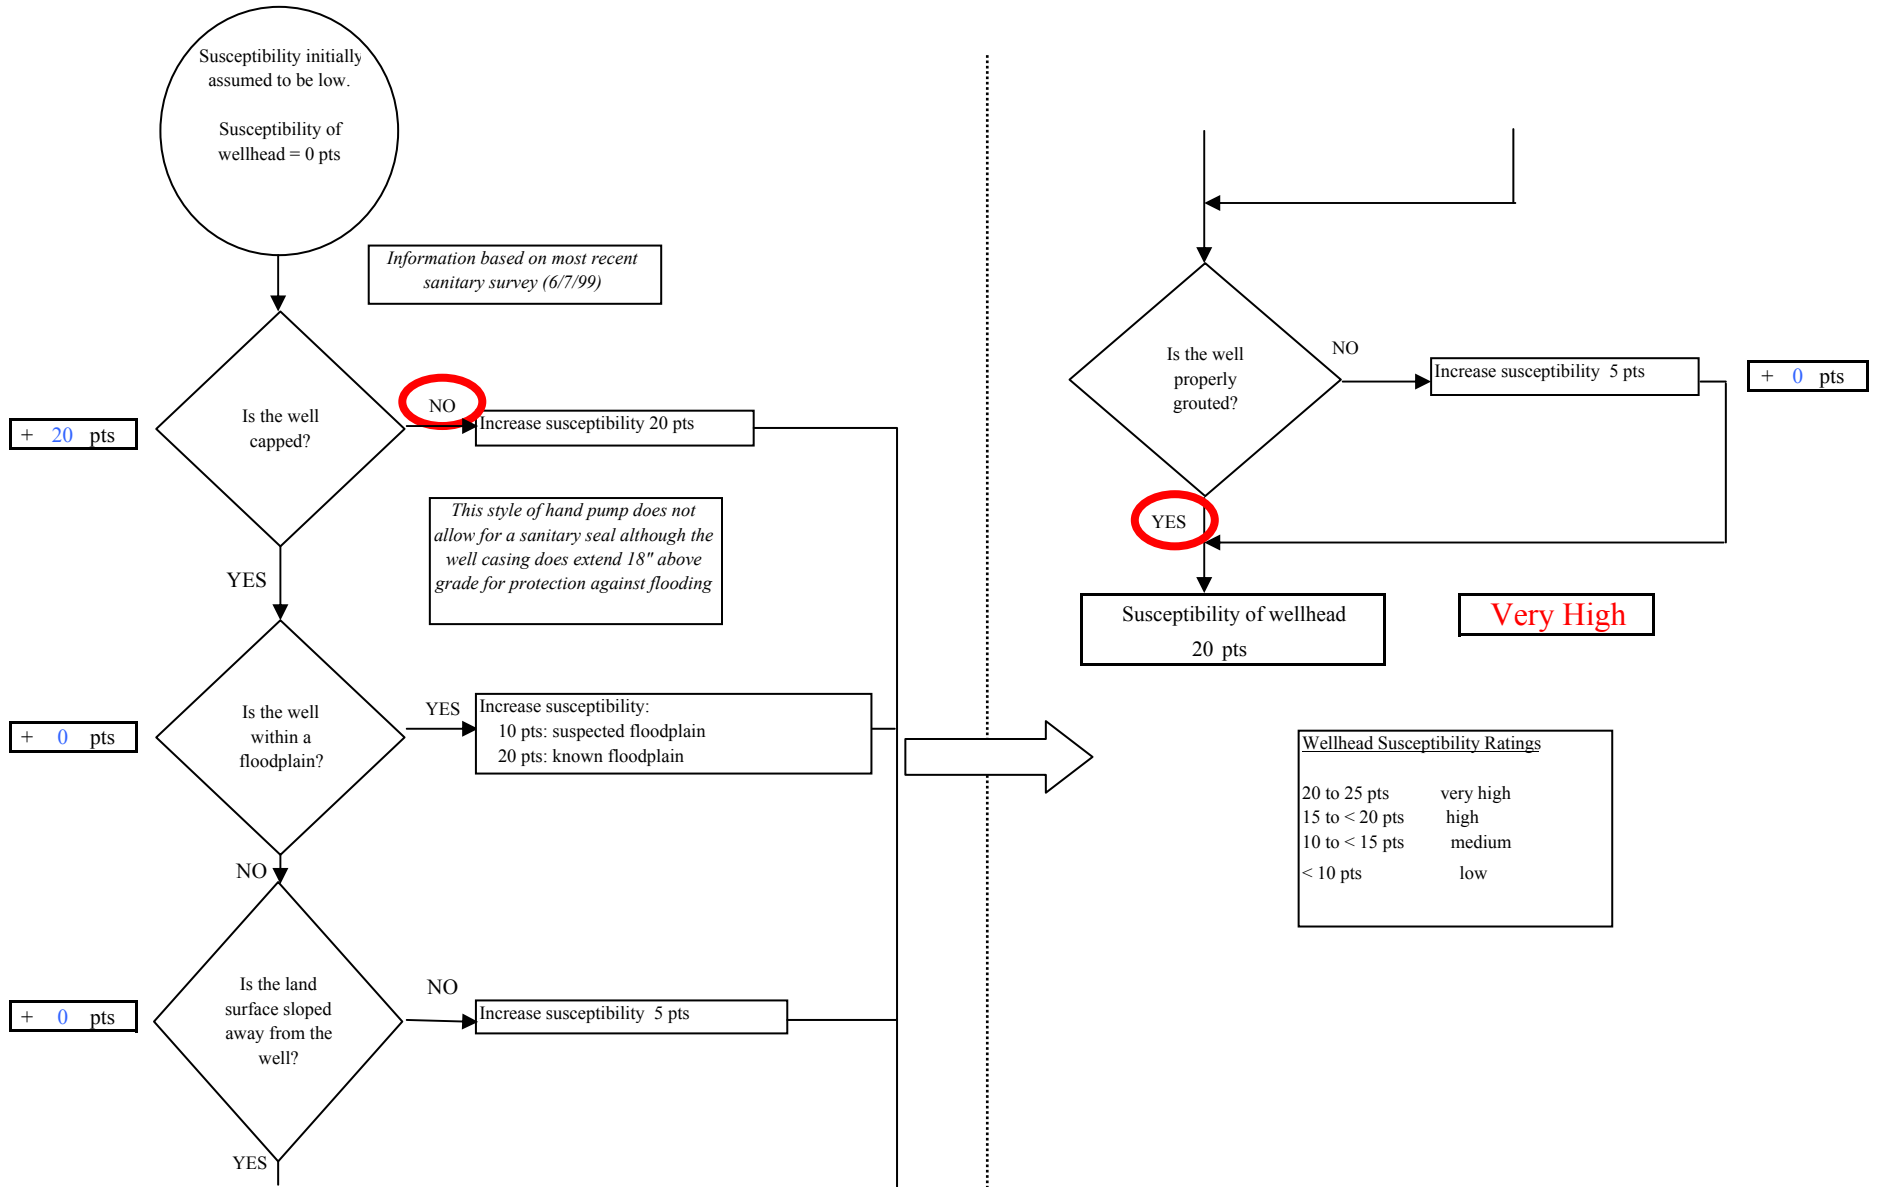 Susceptibility initially
assumed to be low.
Susceptibility of
wellhead = 0 pts
Information based on most recent
sanitary survey (6/7/99)
+ 20 pts
Is the well
capped?
NO
Increase susceptibility 20 pts
This style of hand pump does not
allow for a sanitary seal although the
well casing does extend 18" above
grade for protection against flooding
YES
+ 0 pts
Is the well
within a
floodplain?
YES
Increase susceptibility:
10 pts: suspected floodplain
20 pts: known floodplain
NO
+ 0 pts
Is the land
surface sloped
away from the
well?
NO
Increase susceptibility 5 pts
YES
Is the well
properly
grouted?
NO
Increase susceptibility 5 pts
+ 0 pts
YES
Susceptibility of wellhead
20 pts
Very High
Wellhead Susceptibility Ratings
20 to 25 pts very high
15 to < 20 pts high
10 to < 15 pts medium
< 10 pts low